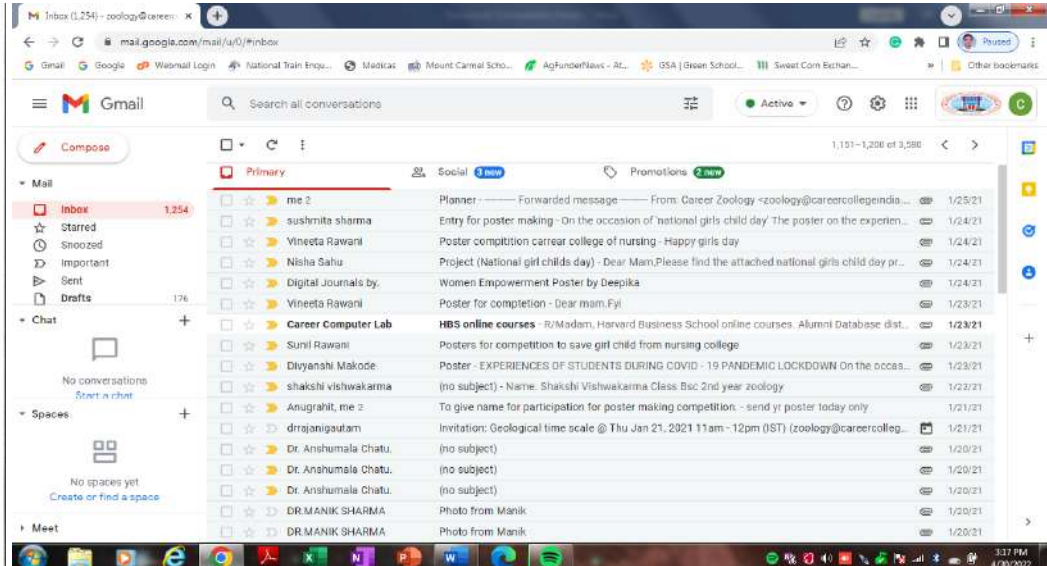 Inbox (1,254) - zoology@career
mail.google.com/mail/u/0/#inbox
Paused
Gmail Google Webmail Login National Train Enqu... Medicas Mount Carmel Scho... AgFunderNews - At... GSA | Green School... Sweet Corn Exchan... » Other bookmarks
Gmail Search all conversations Active
Compose 1,151–1,200 of 3,580
Primary Social 3 new Promotions 2 new
Mail
Inbox 1,254
Starred
Snoozed
Important
Sent
Drafts 176
Chat
No conversations
Start a chat
Spaces
No spaces yet
Create or find a space
Meet
me 2 Planner - ---------- Forwarded message --------- From: Career Zoology <zoology@careercollegeindia... 1/25/21
sushmita sharma Entry for poster making - On the occasion of 'national girls child day' The poster on the experien... 1/24/21
Vineeta Rawani Poster compitition carrear college of nursing - Happy girls day 1/24/21
Nisha Sahu Project (National girl childs day) - Dear Mam,Please find the attached national girls child day pr... 1/24/21
Digital Journals by. Women Empowerment Poster by Deepika 1/24/21
Vineeta Rawani Poster for completion - Dear mam.Fyi 1/23/21
Career Computer Lab HBS online courses - R/Madam, Harvard Business School online courses. Alumni Database dist... 1/23/21
Sunil Rawani Posters for competition to save girl child from nursing college 1/23/21
Divyanshi Makode Poster - EXPERIENCES OF STUDENTS DURING COVID - 19 PANDEMIC LOCKDOWN On the occas... 1/23/21
shakshi vishwakarma (no subject) - Name. Shakshi Vishwakarma Class Bsc 2nd year zoology 1/23/21
Anugrahit, me 2 To give name for participation for poster making competition. - send yr poster today only 1/21/21
drrajanigautam Invitation: Geological time scale @ Thu Jan 21, 2021 11am - 12pm (IST) (zoology@careercolleg... 1/21/21
Dr. Anshumala Chatu. (no subject) 1/20/21
Dr. Anshumala Chatu. (no subject) 1/20/21
Dr. Anshumala Chatu. (no subject) 1/20/21
DR.MANIK SHARMA Photo from Manik 1/20/21
DR.MANIK SHARMA Photo from Manik 1/20/21
3:17 PM
4/30/2022